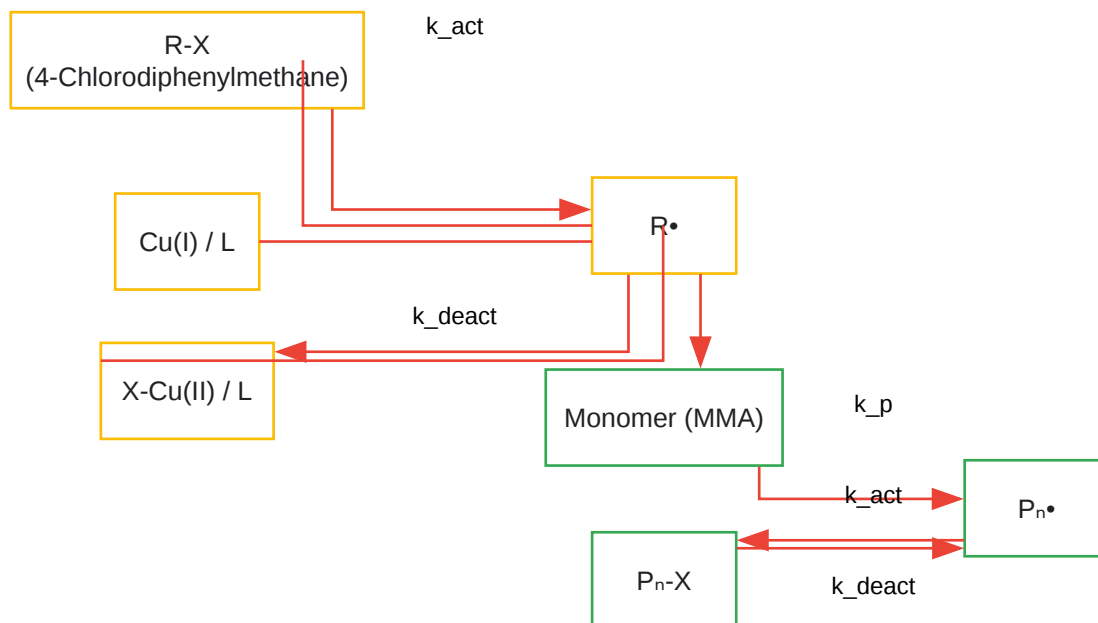 k_act
R-X
(4-Chlorodiphenylmethane)
R•
Cu(I) / L
k_deact
X-Cu(II) / L
Monomer (MMA)
k_p
k_act
Pₙ•
Pₙ-X
k_deact